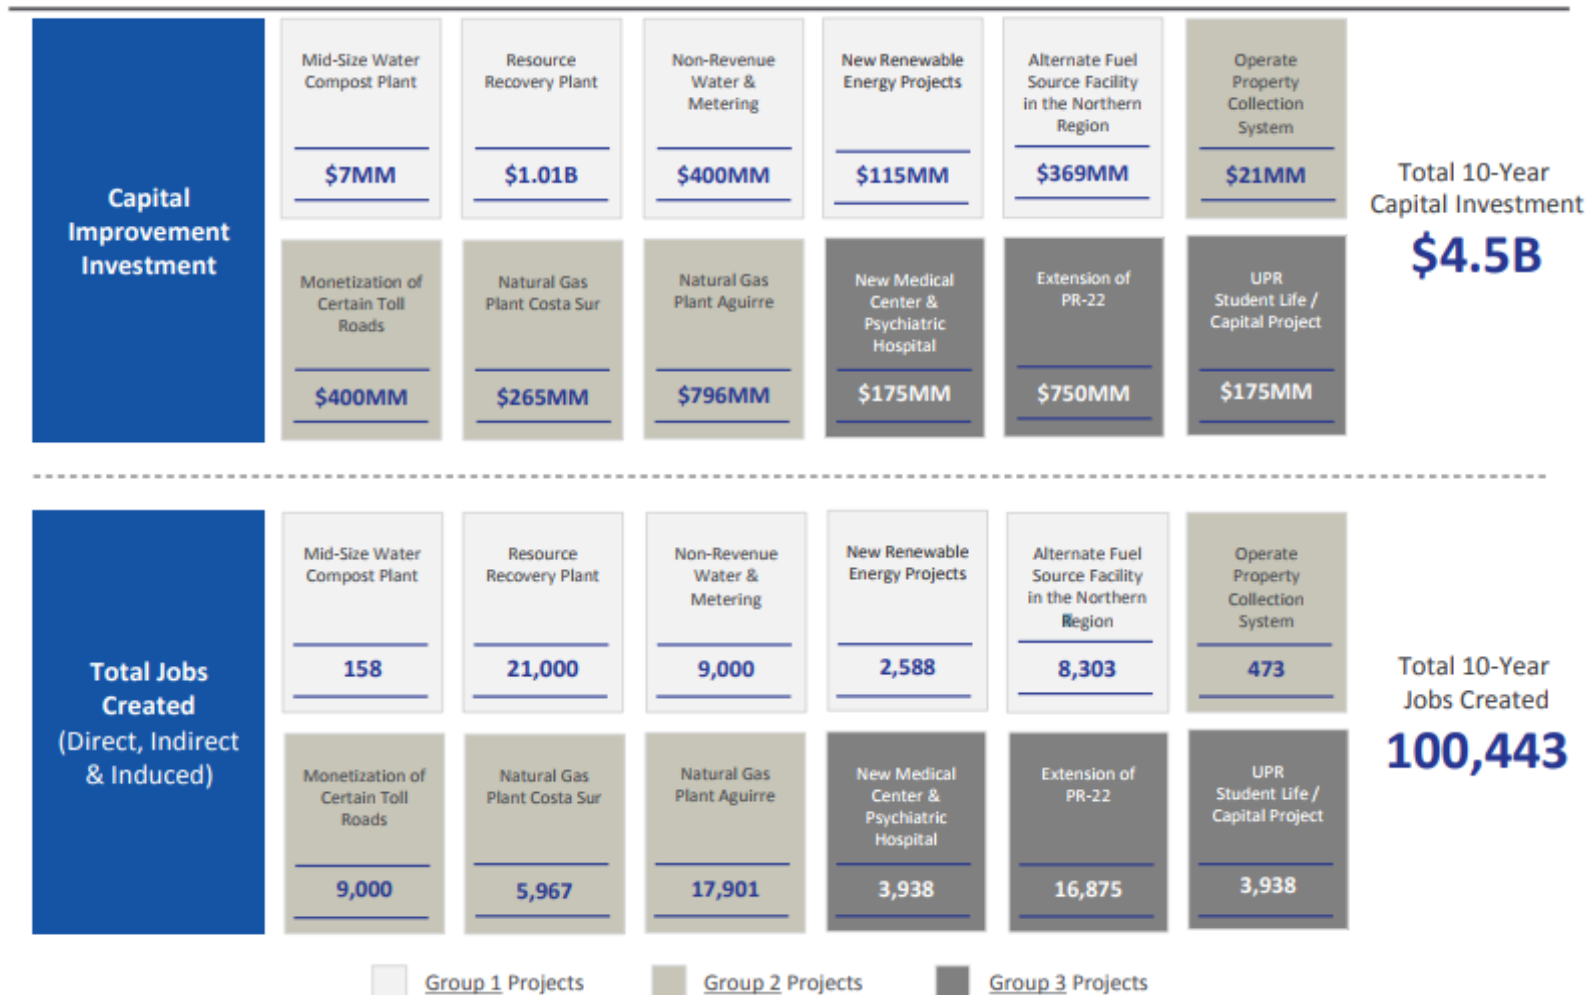 Capital
Improvement
Investment
Mid-Size Water
Compost Plant
$7MM
Resource
Recovery Plant
$1.01B
Non-Revenue
Water &
Metering
$400MM
New Renewable
Energy Projects
$115MM
Alternate Fuel
Source Facility
in the Northern
Region
$369MM
Operate
Property
Collection
System
$21MM
Monetization of
Certain Toll
Roads
$400MM
Natural Gas
Plant Costa Sur
$265MM
Natural Gas
Plant Aguirre
$796MM
New Medical
Center &
Psychiatric
Hospital
$175MM
Extension of
PR-22
$750MM
UPR
Student Life /
Capital Project
$175MM
Total 10-Year
Capital Investment
$4.5B
Total Jobs
Created
(Direct, Indirect
& Induced)
Mid-Size Water
Compost Plant
158
Resource
Recovery Plant
21,000
Non-Revenue
Water &
Metering
9,000
New Renewable
Energy Projects
2,588
Alternate Fuel
Source Facility
in the Northern
Region
8,303
Operate
Property
Collection
System
473
Monetization of
Certain Toll
Roads
9,000
Natural Gas
Plant Costa Sur
5,967
Natural Gas
Plant Aguirre
17,901
New Medical
Center &
Psychiatric
Hospital
3,938
Extension of
PR-22
16,875
UPR
Student Life /
Capital Project
3,938
Total 10-Year
Jobs Created
100,443
Group 1 Projects
Group 2 Projects
Group 3 Projects